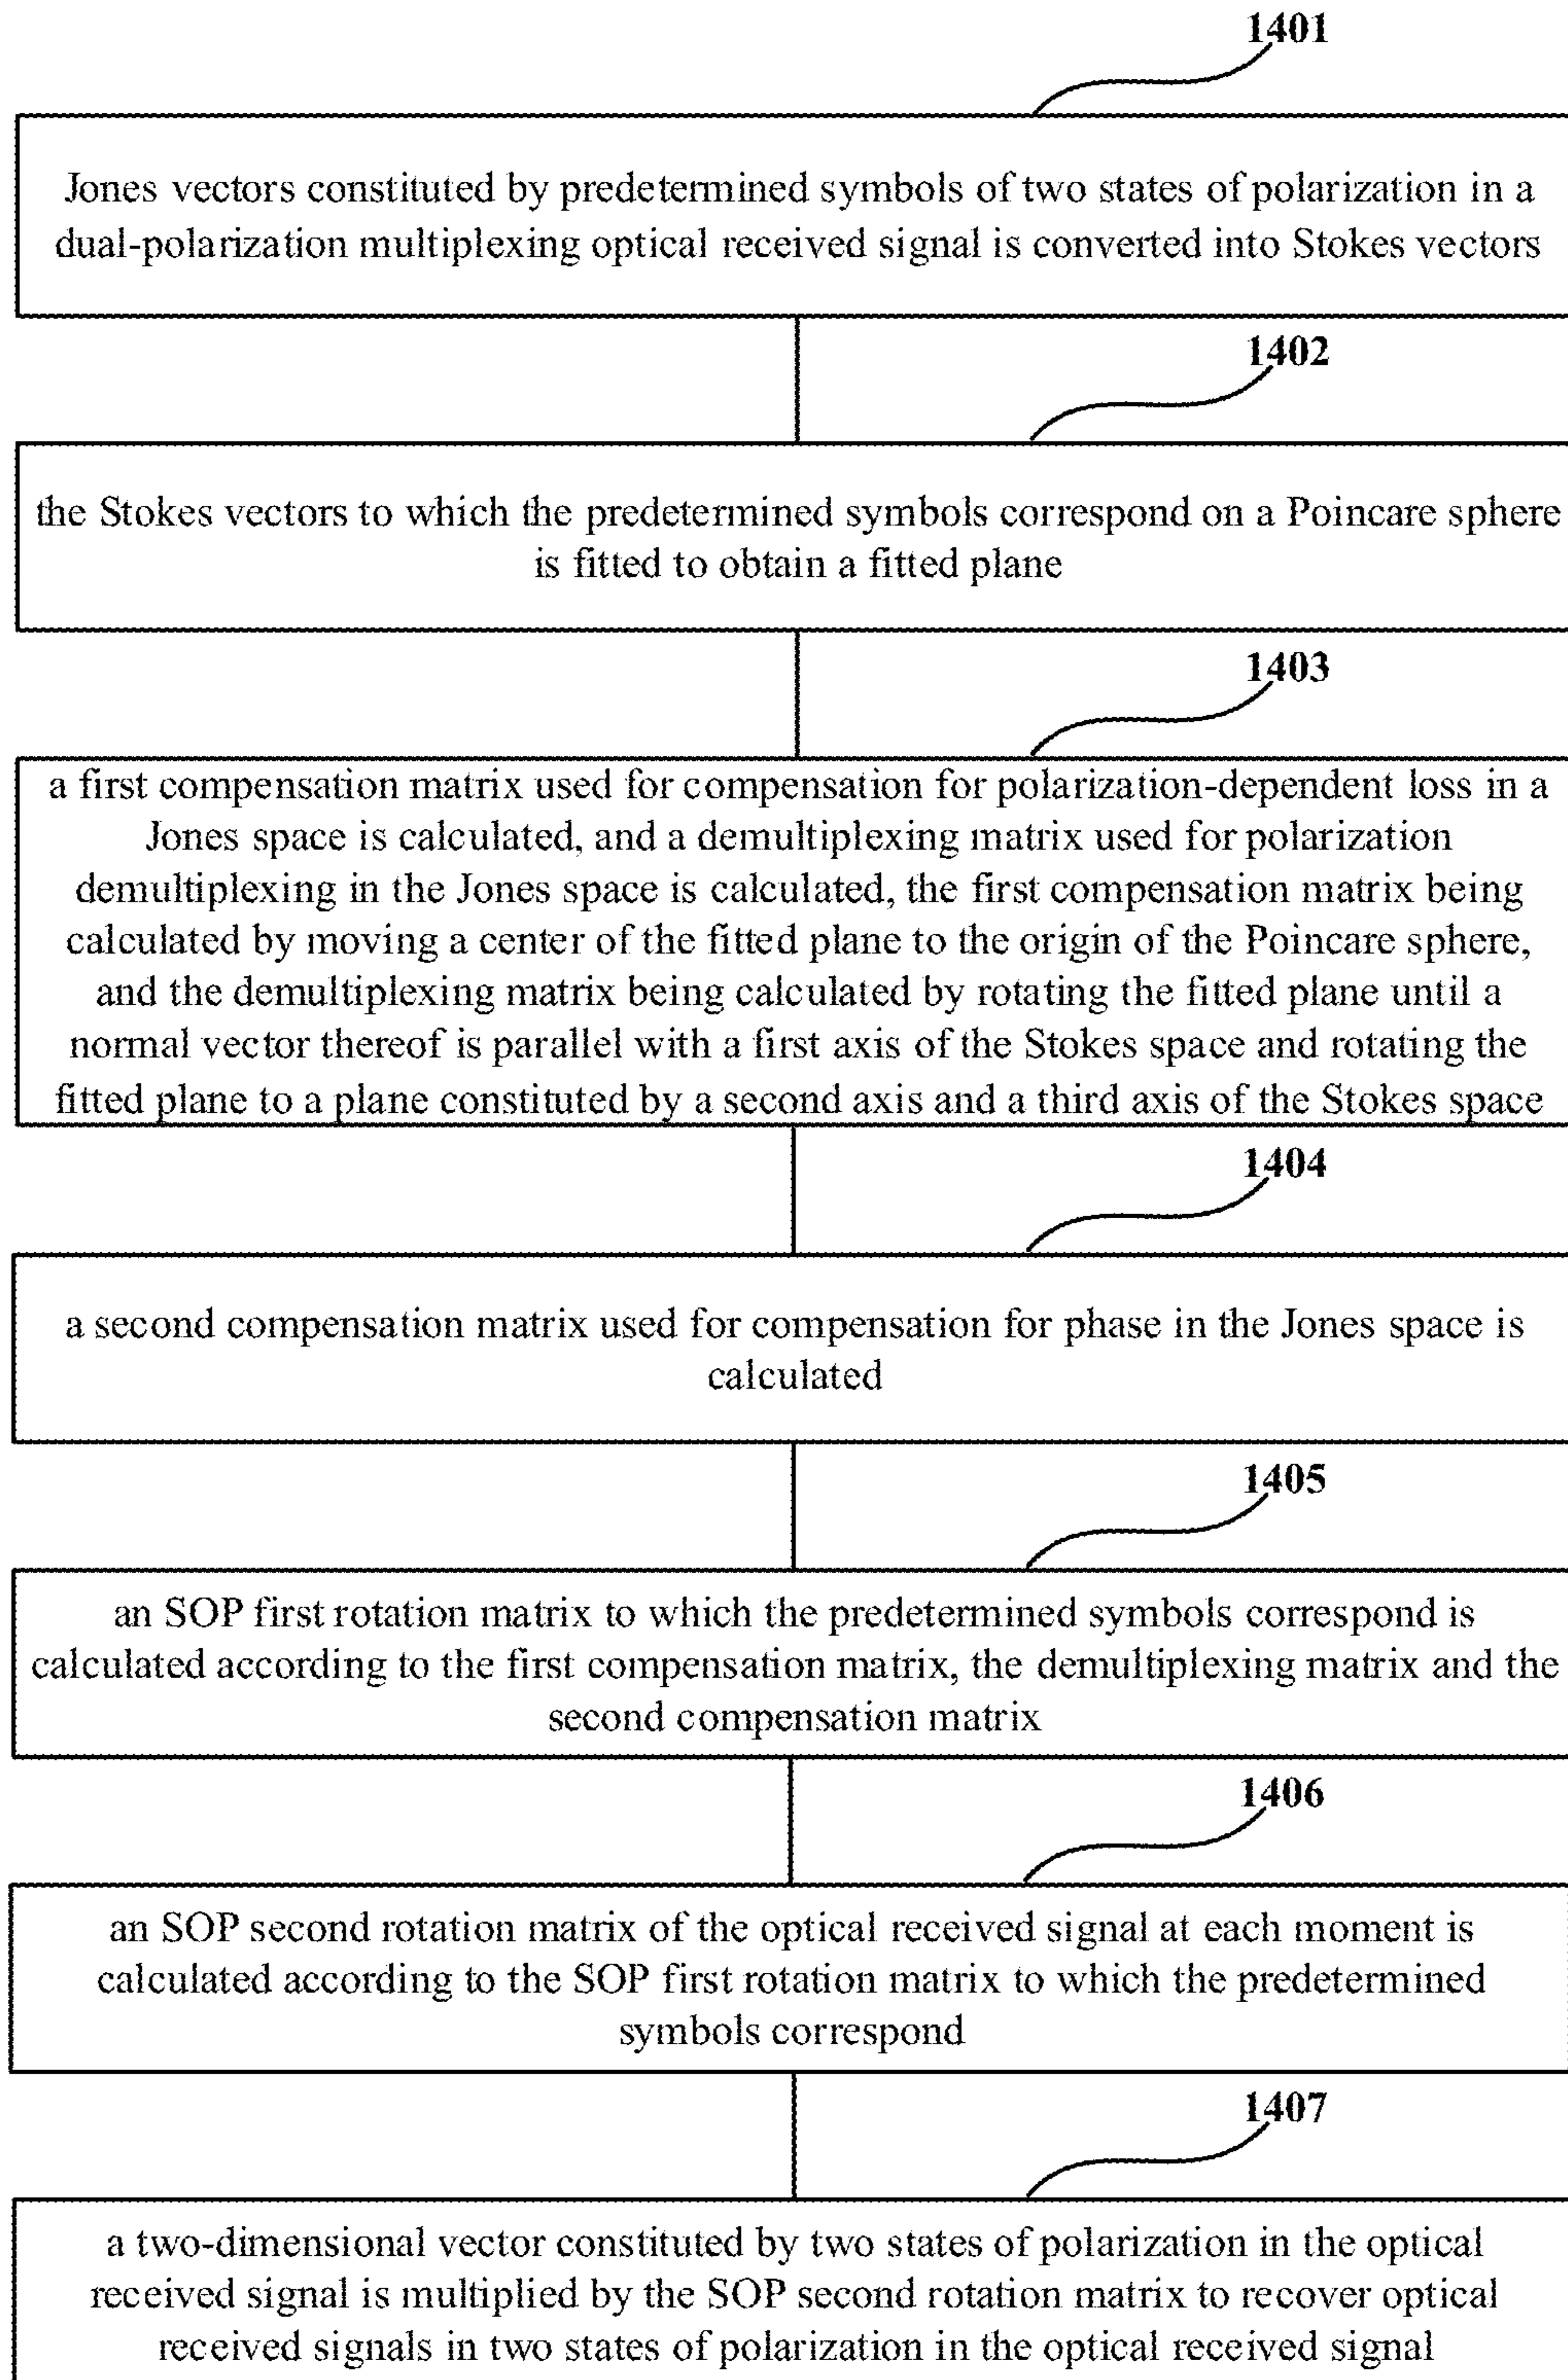 1401
Jones vectors constituted by predetermined symbols of two states of polarization in a
dual-polarization multiplexing optical received signal is converted into Stokes vectors
1402
the Stokes vectors to which the predetermined symbols correspond on a Poincare sphere
is fitted to obtain a fitted plane
1403
a first compensation matrix used for compensation for polarization-dependent loss in a
Jones space is calculated, and a demultiplexing matrix used for polarization
demultiplexing in the Jones space is calculated, the first compensation matrix being
calculated by moving a center of the fitted plane to the origin of the Poincare sphere,
and the demultiplexing matrix being calculated by rotating the fitted plane until a
normal vector thereof is parallel with a first axis of the Stokes space and rotating the
fitted plane to a plane constituted by a second axis and a third axis of the Stokes space
1404
a second compensation matrix used for compensation for phase in the Jones space is
calculated
1405
an SOP first rotation matrix to which the predetermined symbols correspond is
calculated according to the first compensation matrix, the demultiplexing matrix and the
second compensation matrix
1406
an SOP second rotation matrix of the optical received signal at each moment is
calculated according to the SOP first rotation matrix to which the predetermined
symbols correspond
1407
a two-dimensional vector constituted by two states of polarization in the optical
received signal is multiplied by the SOP second rotation matrix to recover optical
received signals in two states of polarization in the optical received signal